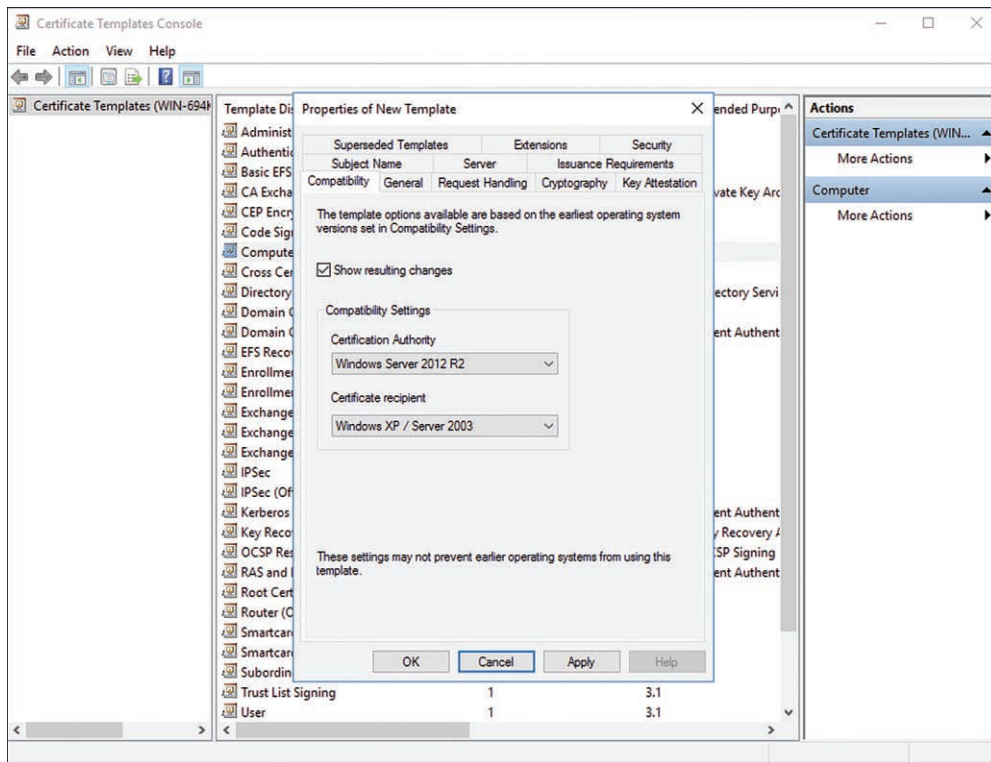 Certificate Templates Console
File Action View Help
Certificate Templates (WIN-694K
Template Dis
ended Purpo
Administ
Authentic
Basic EFS
CA Excha
vate Key Arc
CEP Encry
Code Sign
Compute
Cross Cer
Directory
ectory Servi
Domain C
Domain C
ent Authent
EFS Recov
Enrollme
Enrollme
Exchange
Exchange
Exchange
IPSec
IPSec (Off
Kerberos
ent Authent
Key Reco
y Recovery A
OCSP Res
SP Signing
RAS and I
ent Authent
Root Cert
Router (O
Smartcar
Smartcar
Subordin
Trust List Signing 1 3.1
User 1 3.1
Properties of New Template
Superseded Templates Extensions Security
Subject Name Server Issuance Requirements
Compatibility General Request Handling Cryptography Key Attestation
The template options available are based on the earliest operating system
versions set in Compatibility Settings.
Show resulting changes
Compatibility Settings
Certification Authority
Windows Server 2012 R2
Certificate recipient
Windows XP / Server 2003
These settings may not prevent earlier operating systems from using this
template.
OK Cancel Apply Help
Actions
Certificate Templates (WIN...
More Actions
Computer
More Actions